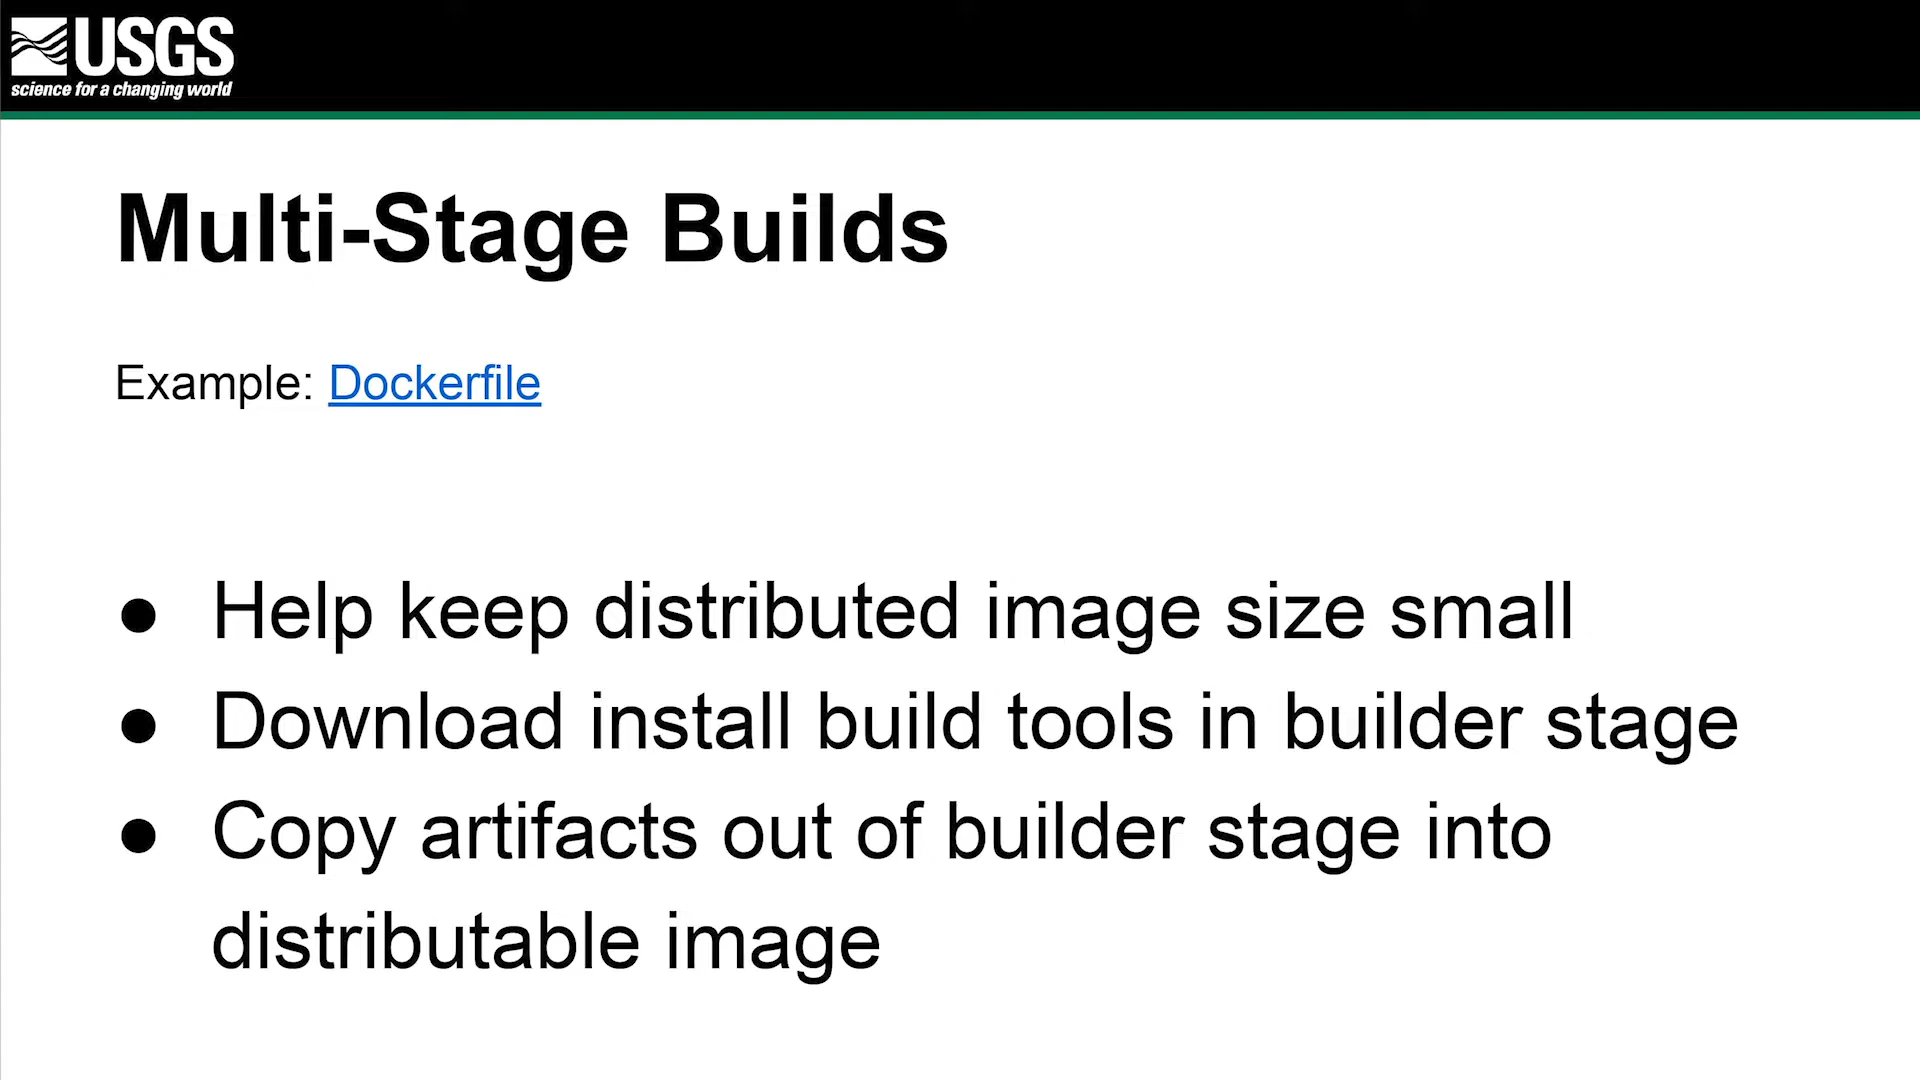 USGS
science for a changing world
Multi-Stage Builds
Example: Dockerfile
● Help keep distributed image size small
● Download install build tools in builder stage
● Copy artifacts out of builder stage into
distributable image